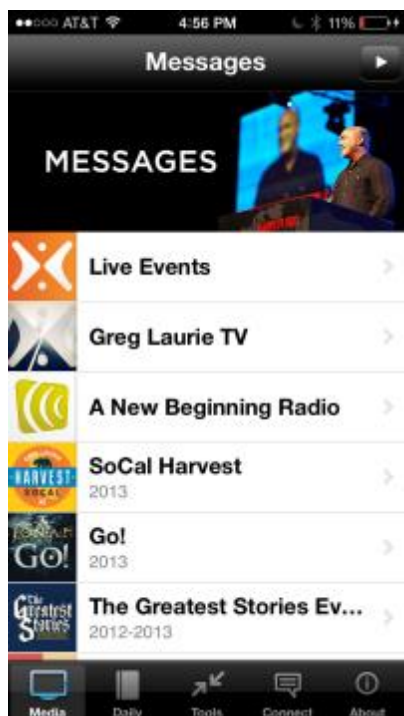 AT&T 4:56 PM 11%
Messages
MESSAGES
Live Events
Greg Laurie TV
A New Beginning Radio
HARVEST
SOCAL
SoCal Harvest
2013
GO!
Go!
2013
The
Greatest
Stories
The Greatest Stories Ev...
2012-2013
Media Daily Tools Connect About